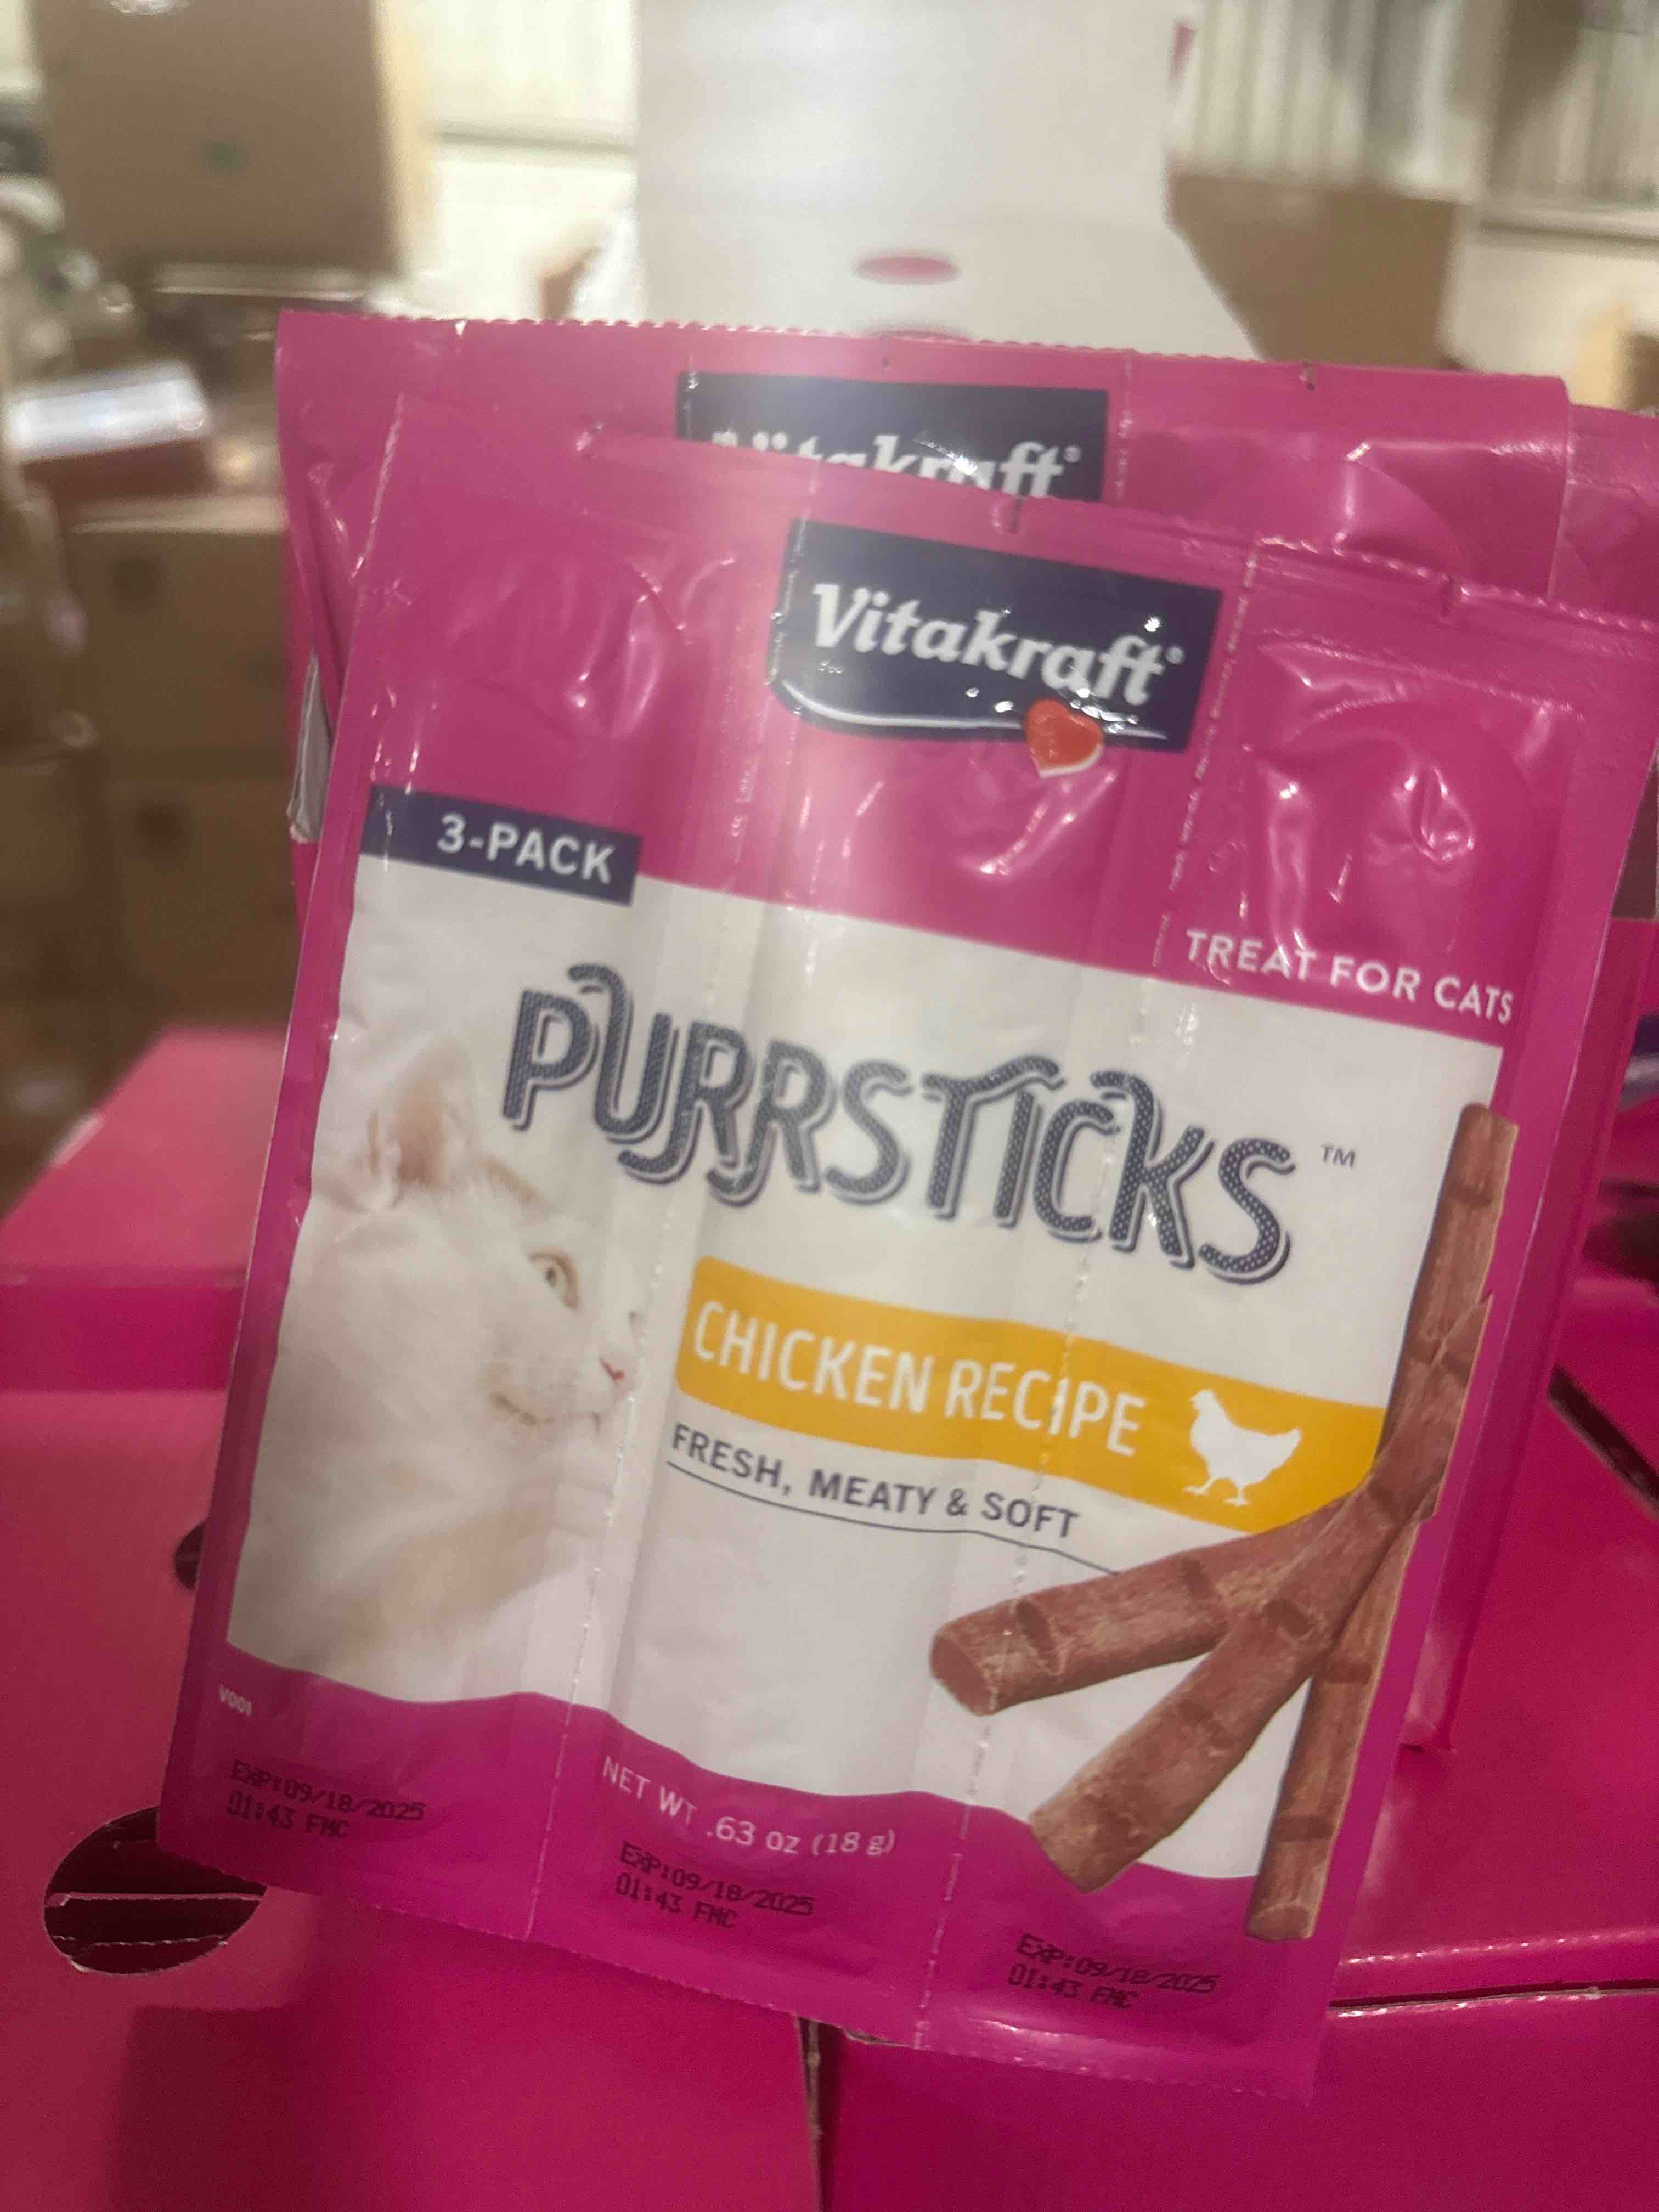 Vitakraft®
Vitakraft®
3-PACK
TREAT FOR CATS
PURRSTICKS™
CHICKEN RECIPE
FRESH, MEATY & SOFT
V001
NET WT .63 oz (18 g)
EXP:09/18/2025
01:43 FMC
EXP:09/18/2025
01:43 FMC
EXP:09/18/2025
01:43 FMC